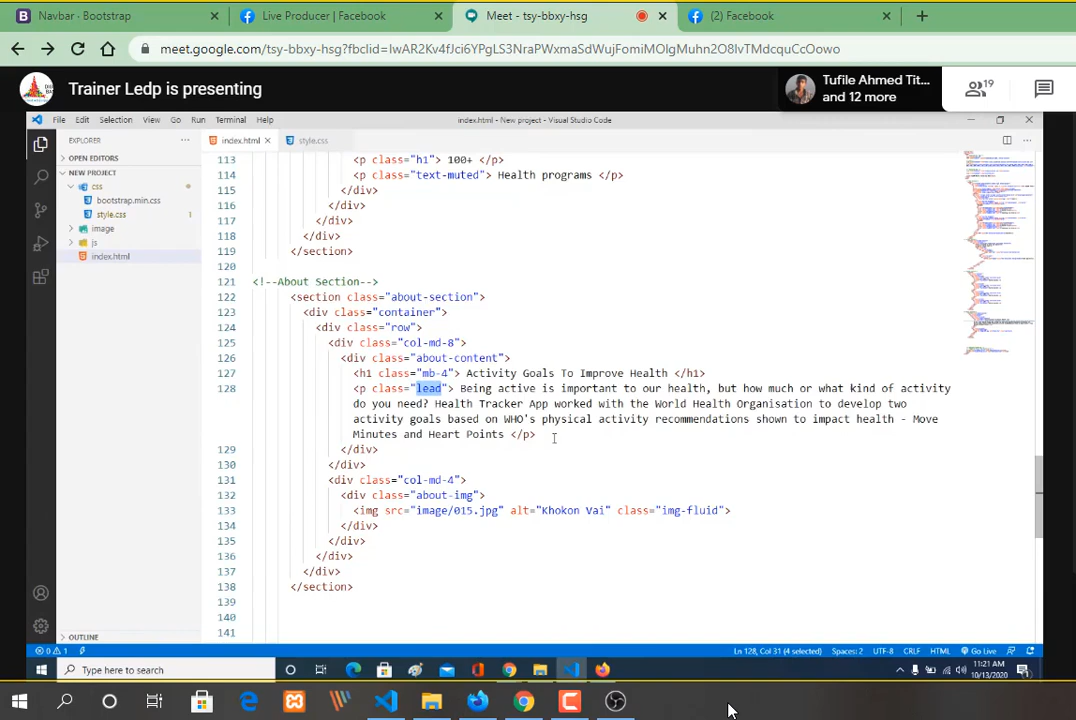 Navbar - Bootstrap
Live Producer | Facebook
Meet - tsy-bbxy-hsg
(2) Facebook
meet.google.com/tsy-bbxy-hsg?fbclid=
Trainer Ledp is presenting
Tufile Ahmed Tit...
and 12 more
19
File Edit Selection View Go Run Terminal Help
index.html - New project - Visual Studio Code
EXPLORER
index.html
style.css
OPEN EDITORS
NEW PROJECT
css
bootstrap.min.css
style.css 1
image
js
index.html
OUTLINE
113 <p class="h1"> 100+ </p>
114 <p class="text-muted"> Health programs </p>
115 </div>
116 </div>
117 </div>
118 </div>
119 </section>
120
121 <!--About Section-->
122 <section class="about-section">
123 <div class="container">
124 <div class="row">
125 <div class="col-md-8">
126 <div class="about-content">
127 <h1 class="mb-4"> Activity Goals To Improve Health </h1>
128 <p class="lead"> Being active is important to our health, but how much or what kind of activity
do you need? Health Tracker App worked with the World Health Organisation to develop two
activity goals based on WHO's physical activity recommendations shown to impact health - Move
Minutes and Heart Points </p>
129 </div>
130 </div>
131 <div class="col-md-4">
132 <div class="about-img">
133 <img src="image/015.jpg" alt="Khokon Vai" class="img-fluid">
134 </div>
135 </div>
136 </div>
137 </div>
138 </section>
139
140
141
0 1
Ln 128, Col 31 (4 selected) Spaces: 2 UTF-8 CRLF HTML Go Live
Type here to search
11:21 AM
10/13/2020